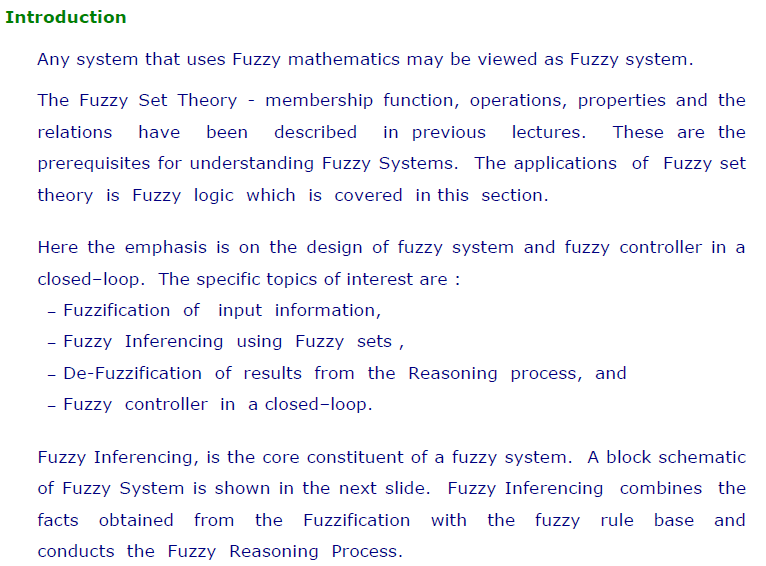 Introduction
Any system that uses Fuzzy mathematics may be viewed as Fuzzy system.
The Fuzzy Set Theory - membership function, operations, properties and the
relations have been described in previous lectures. These are the
prerequisites for understanding Fuzzy Systems. The applications of Fuzzy set
theory is Fuzzy logic which is covered in this section.
Here the emphasis is on the design of fuzzy system and fuzzy controller in a
closed–loop. The specific topics of interest are :
– Fuzzification of input information,
– Fuzzy Inferencing using Fuzzy sets ,
– De-Fuzzification of results from the Reasoning process, and
– Fuzzy controller in a closed–loop.
Fuzzy Inferencing, is the core constituent of a fuzzy system. A block schematic
of Fuzzy System is shown in the next slide. Fuzzy Inferencing combines the
facts obtained from the Fuzzification with the fuzzy rule base and
conducts the Fuzzy Reasoning Process.